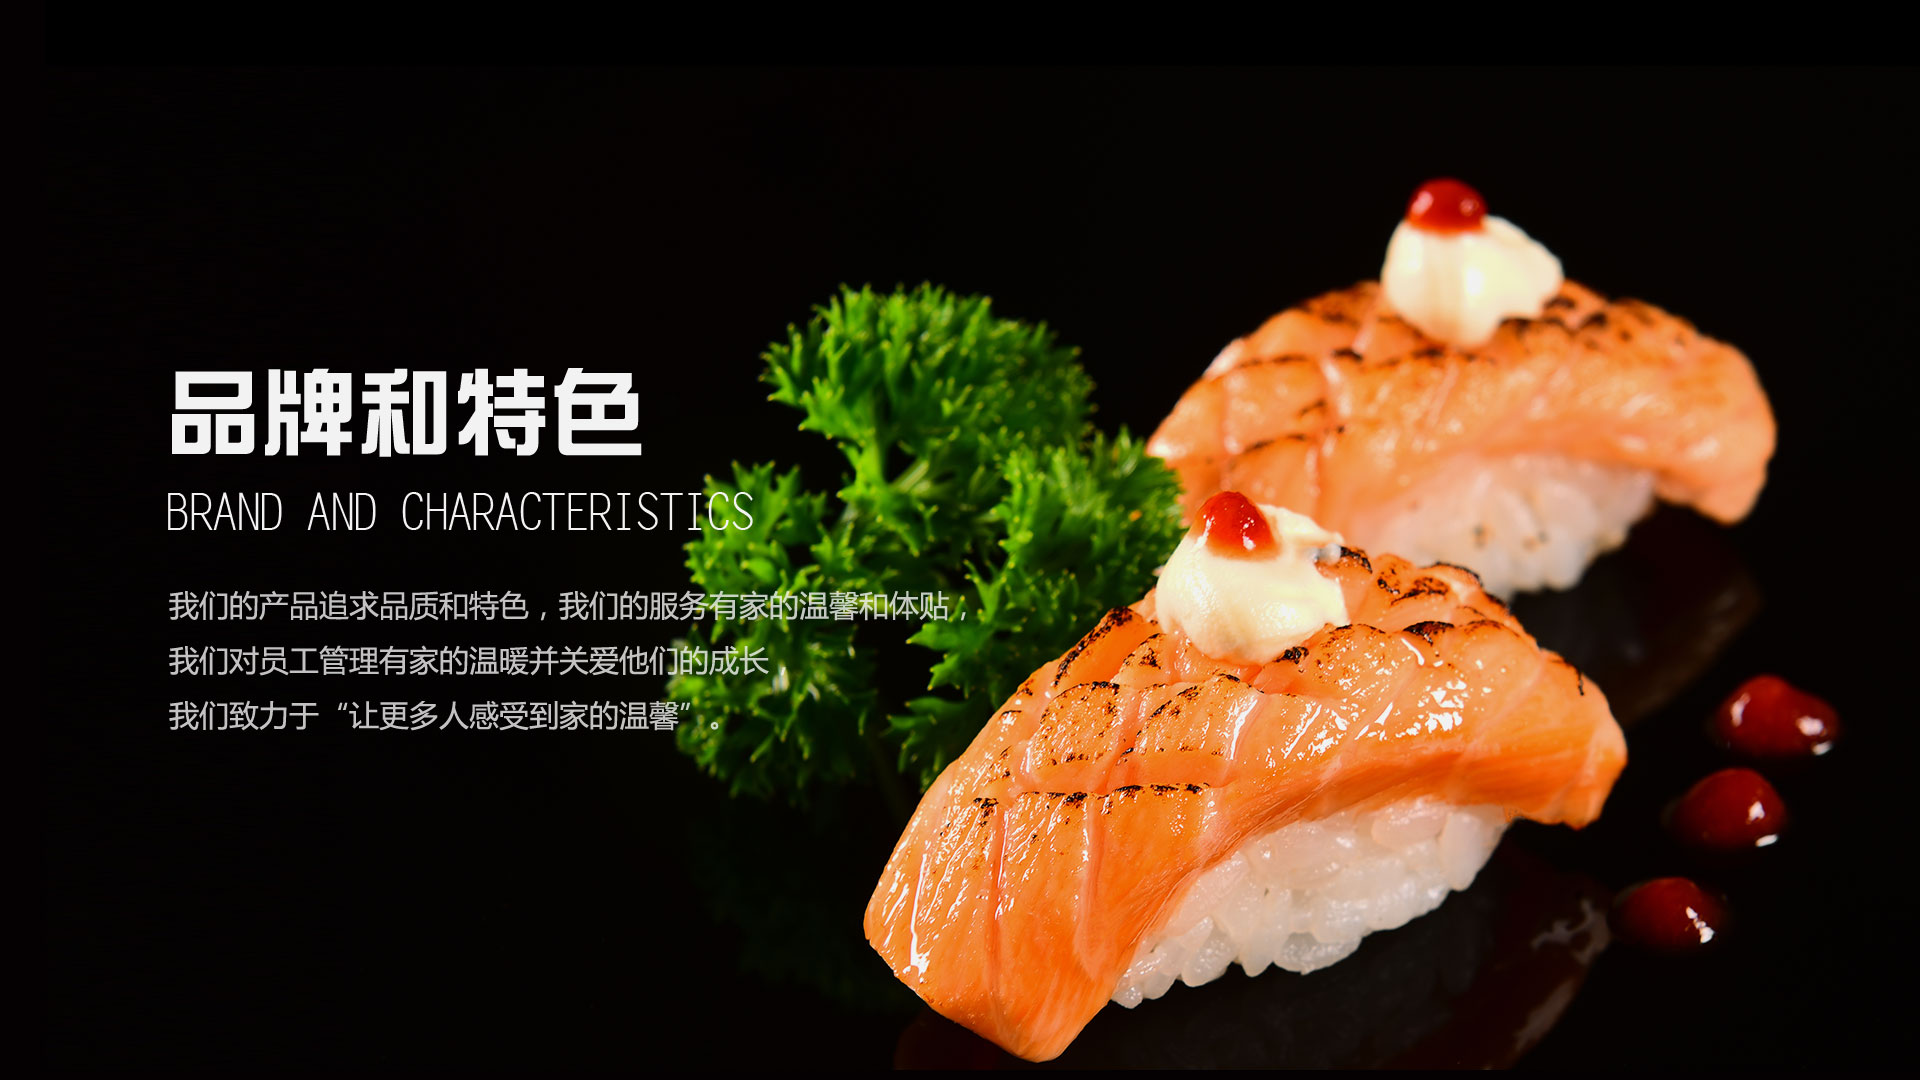 品牌和特色
BRAND AND CHARACTERISTICS
我们的产品追求品质和特色，我们的服务有家的温馨和体贴，
我们对员工管理有家的温暖并关爱他们的成长，
我们致力于“让更多人感受到家的温馨”。